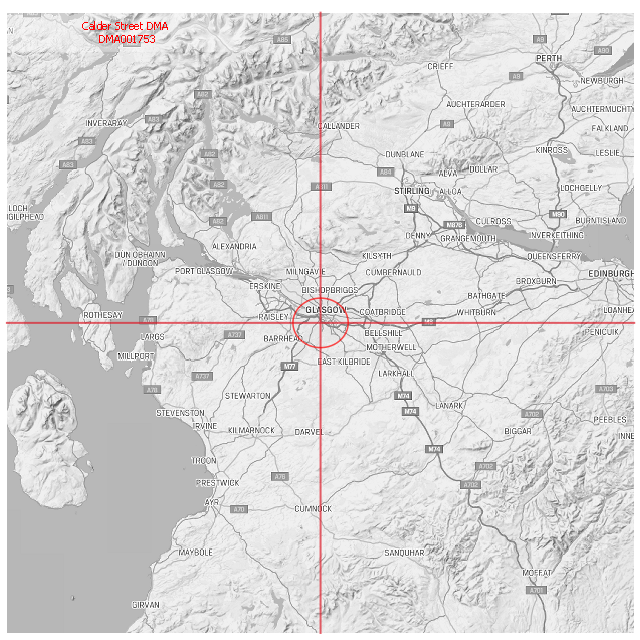 Calder Street DMA
DMA001753
A85
A9
PERTH
A90
CRIEFF
A9
NEWBURGH
A82
AUCHTERARDER
AUCHTERMUCHTY
A83
INVERARAY
CALLANDER
A9
FALKLAND
A83
KINROSS
LESLIE
A82
DUNBLANE
A83
A84
ALVA
DOLLAR
A82
A81
STIRLING
ALLOA
LOCHGELLY
LOCH
GILPHEAD
A82
A811
M9
M90
M876
CULROSS
BURNTISLAND
DENNY
GRANGEMOUTH
INVERKEITHING
ALEXANDRIA
DUN OBHAINN
/ DUNOON
KILSYTH
QUEENSFERRY
PORT GLASGOW
MILNGAVIE
CUMBERNAULD
EDINBURGH
ERSKINE
BISHOPBRIGGS
BROXBURN
BATHGATE
ROTHESAY
GLASGOW
COATBRIDGE
WHITBURN
LOANHEA
PAISLEY
A78
M8
LARGS
A737
BARRHEAD
BELLSHILL
PENICUIK
MILLPORT
MOTHERWELL
M77
EAST KILBRIDE
A737
LARKHALL
A78
A703
STEWARTON
M74
LANARK
STEVENSTON
M74
A702
PEEBLES
IRVINE
KILMARNOCK
DARVEL
BIGGAR
INNE
M74
TROON
A702
PRESTWICK
A76
A702
AYR
A70
CUMNOCK
MAYBOLE
SANQUHAR
MOFFAT
A701
GIRVAN